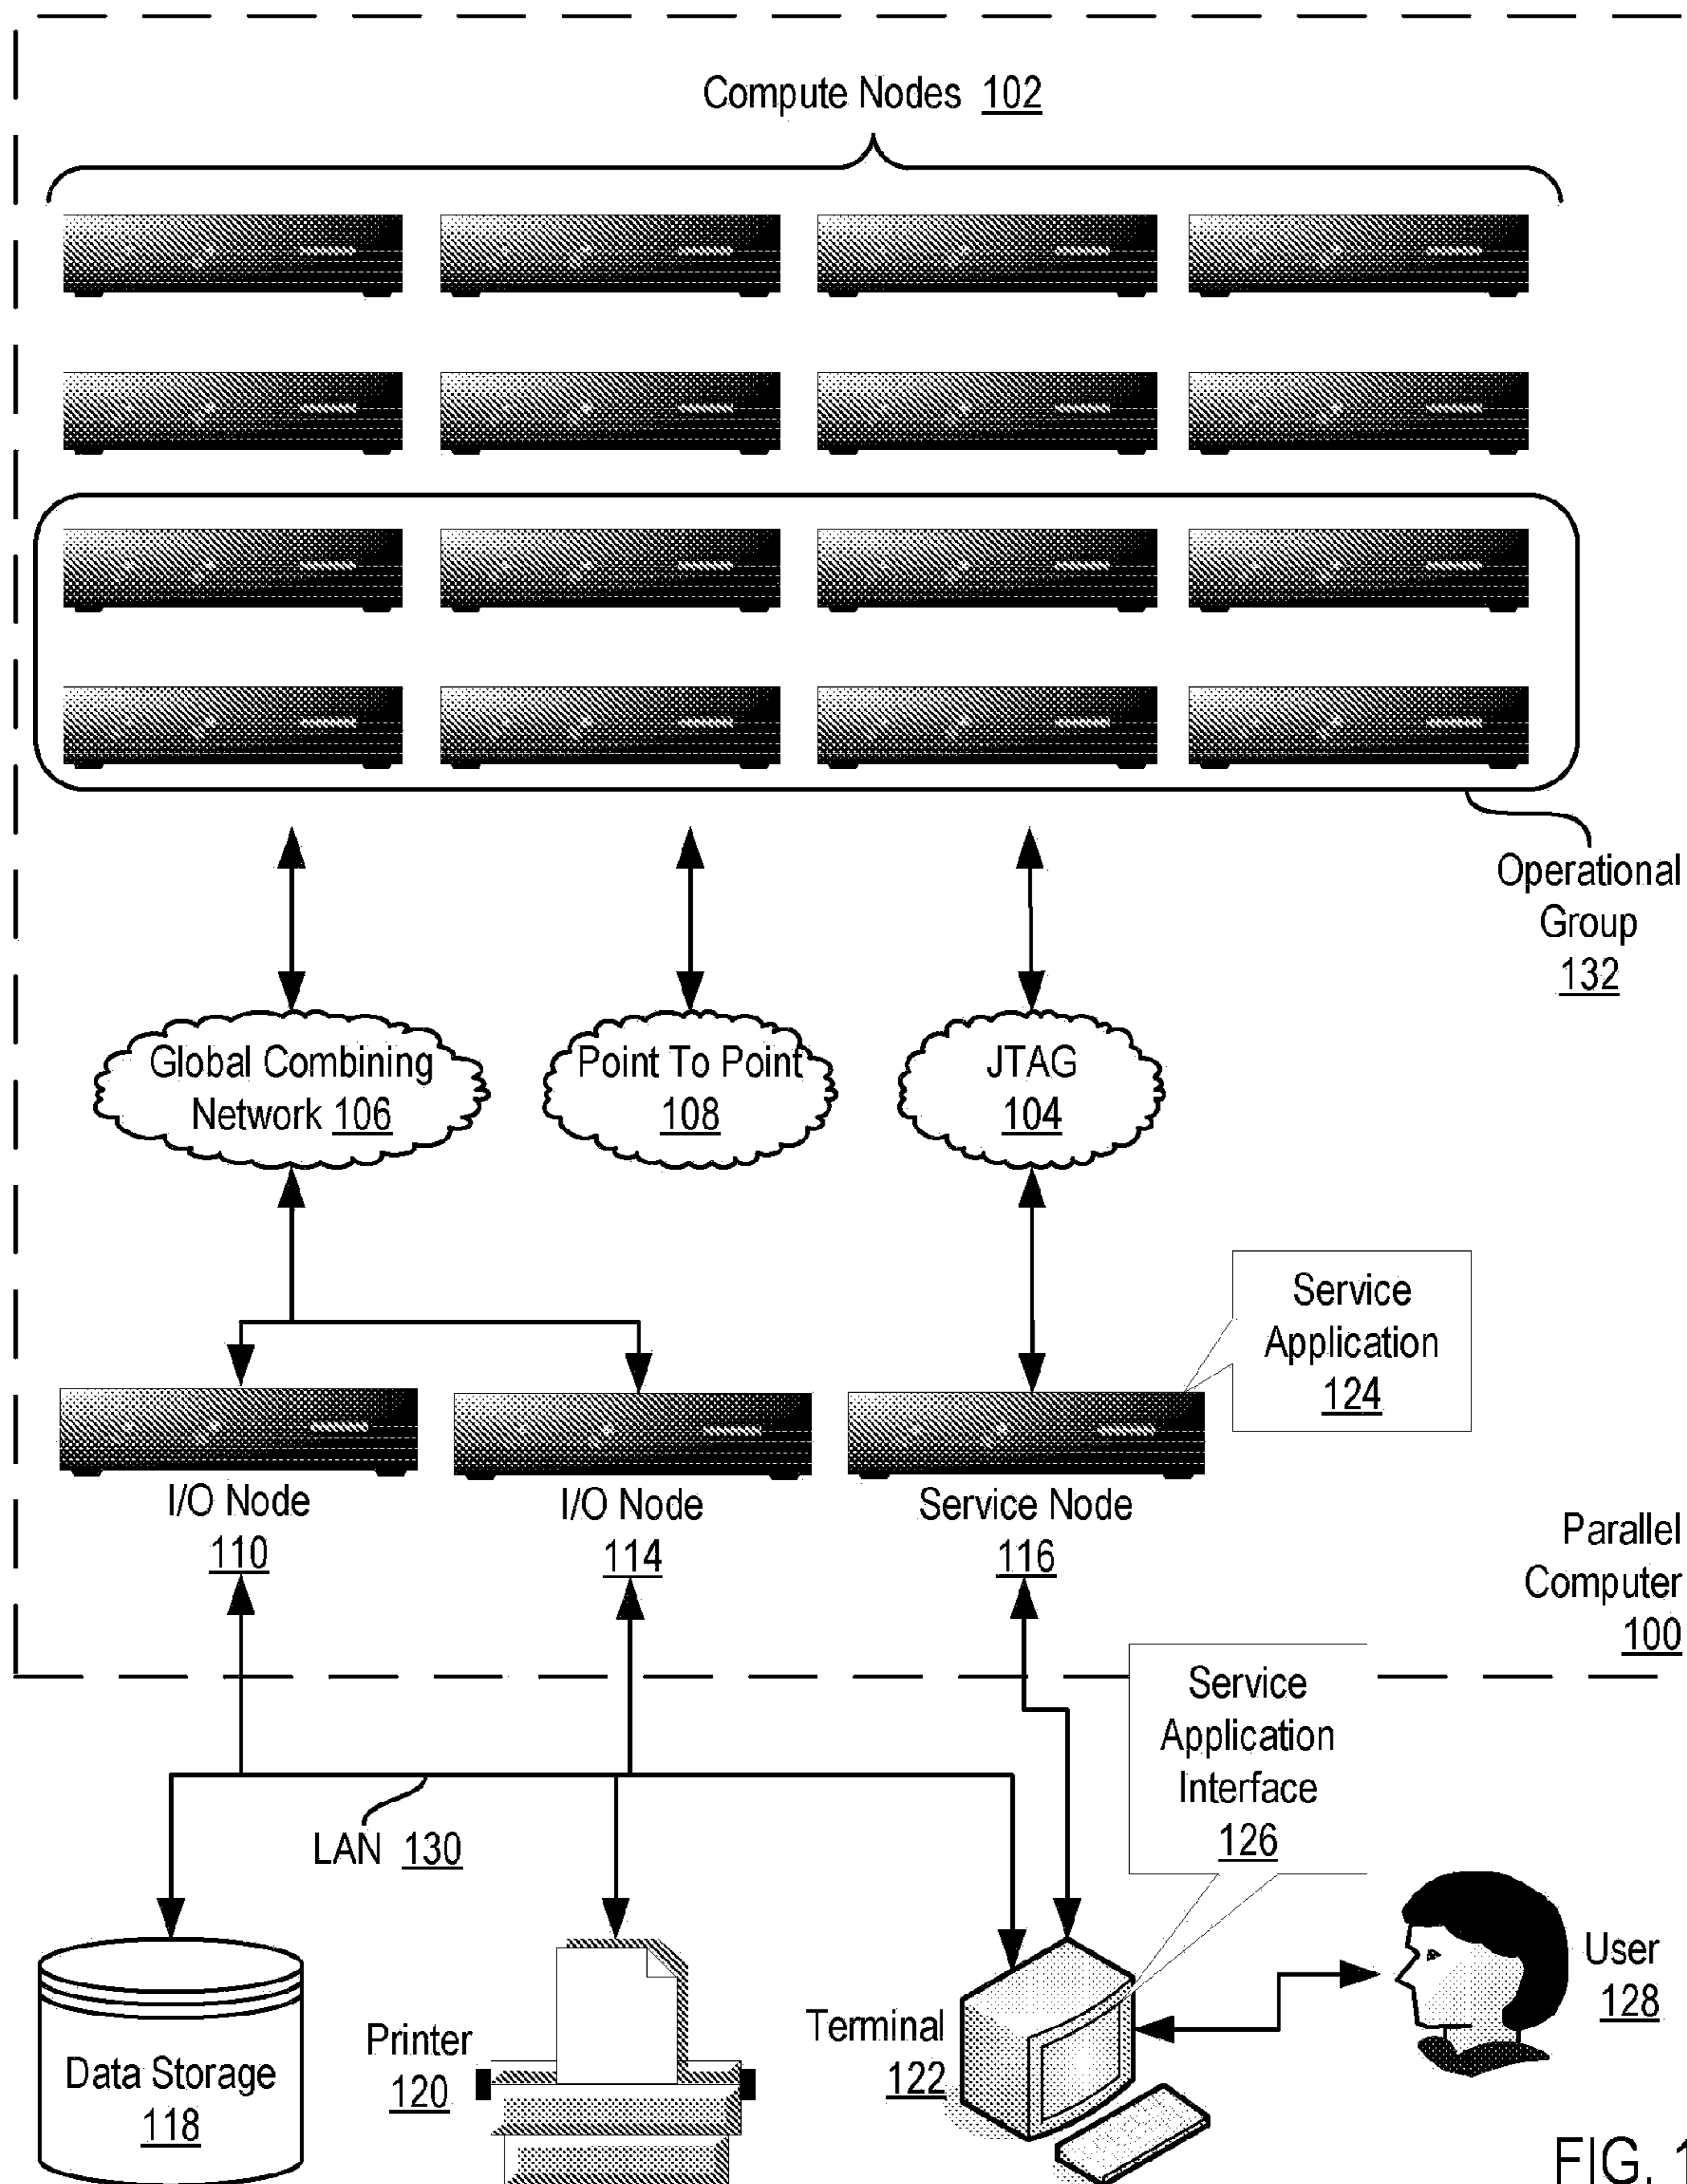 Compute Nodes 102
Operational
Group
132
Global Combining
Network 106
Point To Point
108
JTAG
104
Service
Application
124
I/O Node
110
I/O Node
114
Service Node
116
Parallel
Computer
100
Service
Application
Interface
126
LAN 130
Data Storage
118
Printer
120
Terminal
122
User
128
FIG. 1